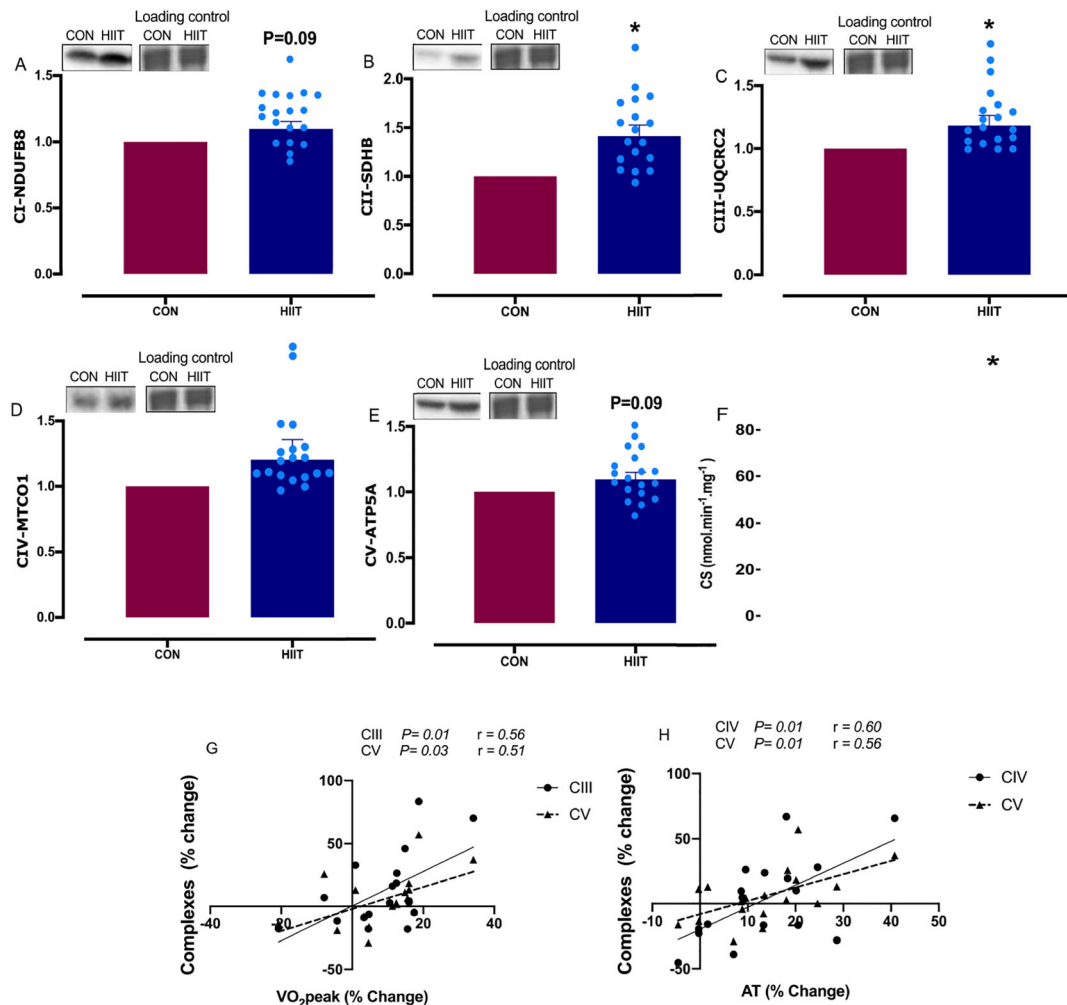 Loading control
CON HIIT CON HIIT
P=0.09
A
CI-NDUFB8
1.5
1.0
0.5
0.0
CON HIIT
Loading control
CON HIIT CON HIIT
*
B
CII-SDHB
2.0
1.5
1.0
0.5
0.0
CON HIIT
Loading control
CON HIIT CON HIIT
*
C
CIII-UQCRC2
1.5
1.0
0.5
0.0
CON HIIT
Loading control
CON HIIT CON HIIT
D
CIV-MTCO1
1.5
1.0
0.5
0.0
CON HIIT
Loading control
CON HIIT CON HIIT
P=0.09
E
CV-ATP5A
1.5
1.0
0.5
0.0
CON HIIT
*
F
CS (nmol.min⁻¹.mg⁻¹)
80-
60-
40-
20-
0-
G
CIII P= 0.01 r = 0.56
CV P= 0.03 r = 0.51
CIII
CV
Complexes (% change)
100
50
-50
-40 -20 0 20 40
VO₂peak (% Change)
H
CIV P= 0.01 r = 0.60
CV P= 0.01 r = 0.56
CIV
CV
Complexes (% change)
100
50
-50
-10 0 10 20 30 40 50
AT (% Change)